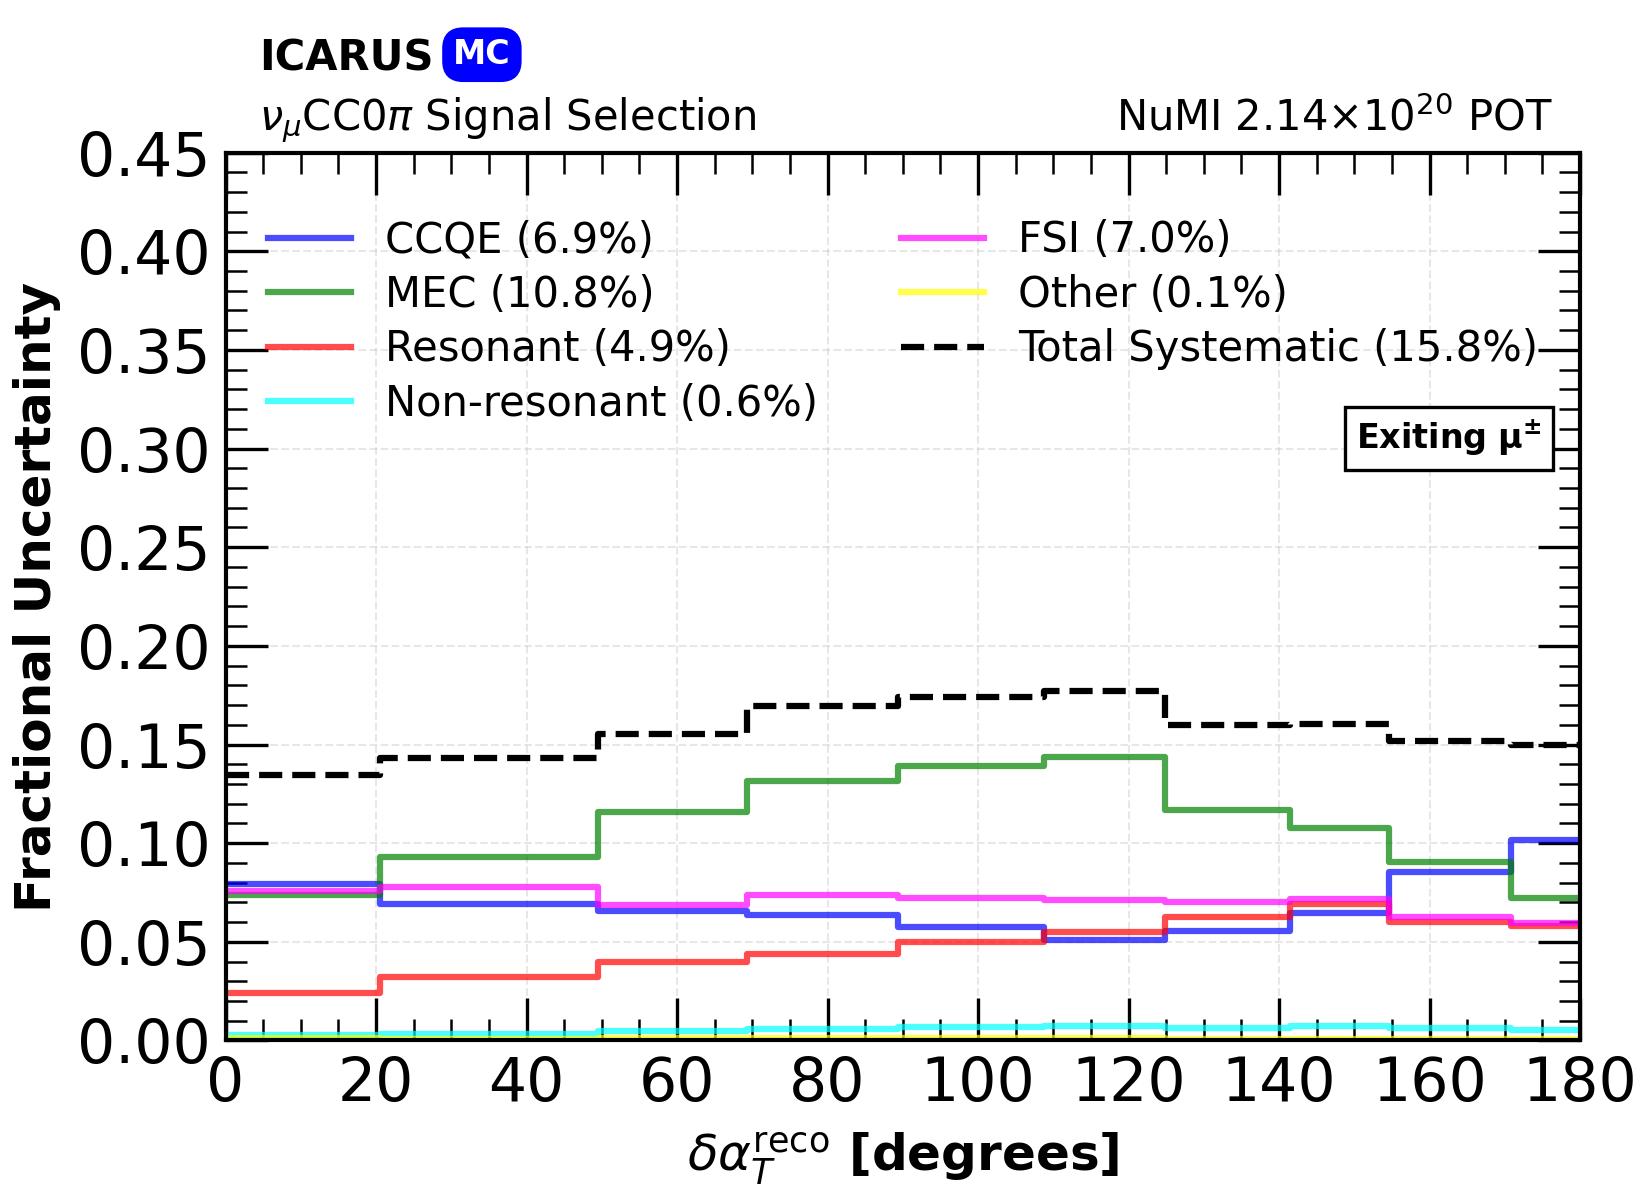 ICARUS MC
νμCC0π Signal Selection NuMI 2.14×10²⁰ POT
0.45
0.40
0.35
0.30
0.25
0.20
0.15
0.10
0.05
0.00
Fractional Uncertainty
CCQE (6.9%)
MEC (10.8%)
Resonant (4.9%)
Non-resonant (0.6%)
FSI (7.0%)
Other (0.1%)
Total Systematic (15.8%)
Exiting μ±
0 20 40 60 80 100 120 140 160 180
δα_T^reco [degrees]